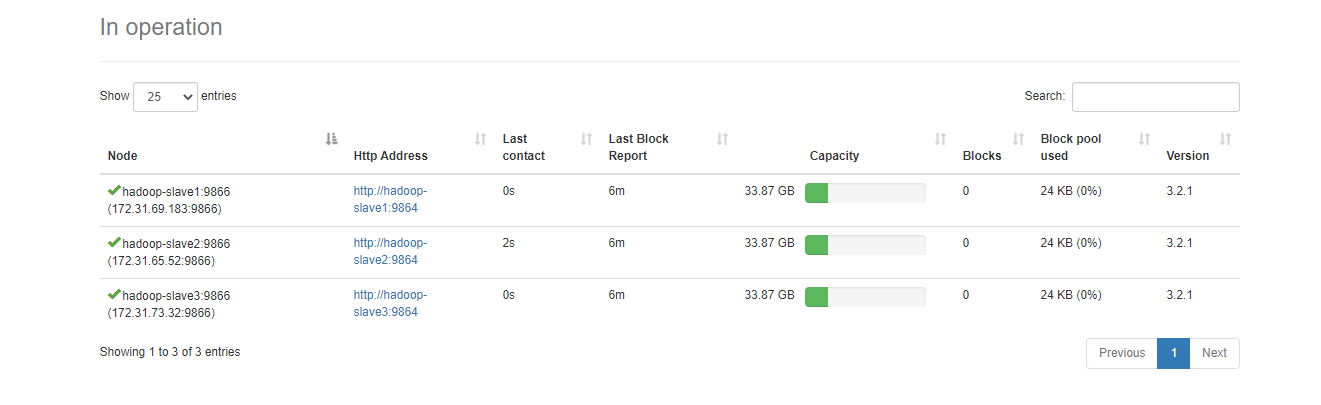 In operation
Show 25 entries
Search:
Node Http Address Last contact Last Block Report Capacity Blocks Block pool used Version
hadoop-slave1:9866 http://hadoop- 0s 6m 33.87 GB 0 24 KB (0%) 3.2.1
(172.31.69.183:9866) slave1:9864
hadoop-slave2:9866 http://hadoop- 2s 6m 33.87 GB 0 24 KB (0%) 3.2.1
(172.31.65.52:9866) slave2:9864
hadoop-slave3:9866 http://hadoop- 0s 6m 33.87 GB 0 24 KB (0%) 3.2.1
(172.31.73.32:9866) slave3:9864
Showing 1 to 3 of 3 entries
Previous 1 Next